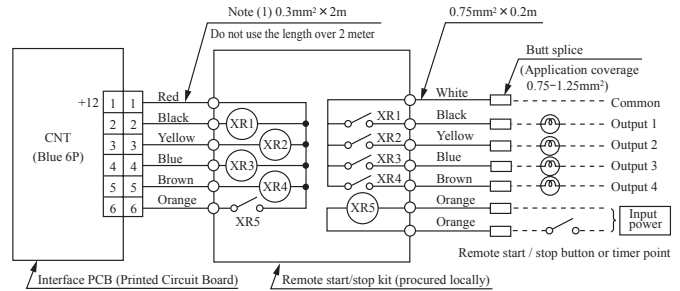 Note (1) 0.3mm² × 2m
Do not use the length over 2 meter
0.75mm² × 0.2m
Butt splice
(Application coverage
0.75−1.25mm²)
+12
CNT
(Blue 6P)
1 1 Red
2 2 Black
3 3 Yellow
4 4 Blue
5 5 Brown
6 6 Orange
XR1
XR2
XR3
XR4
XR5
XR1
XR2
XR3
XR4
XR5
White
Black
Yellow
Blue
Brown
Orange
Orange
Common
Output 1
Output 2
Output 3
Output 4
Input
power
Remote start / stop button or timer point
Interface PCB (Printed Circuit Board)
Remote start/stop kit (procured locally)